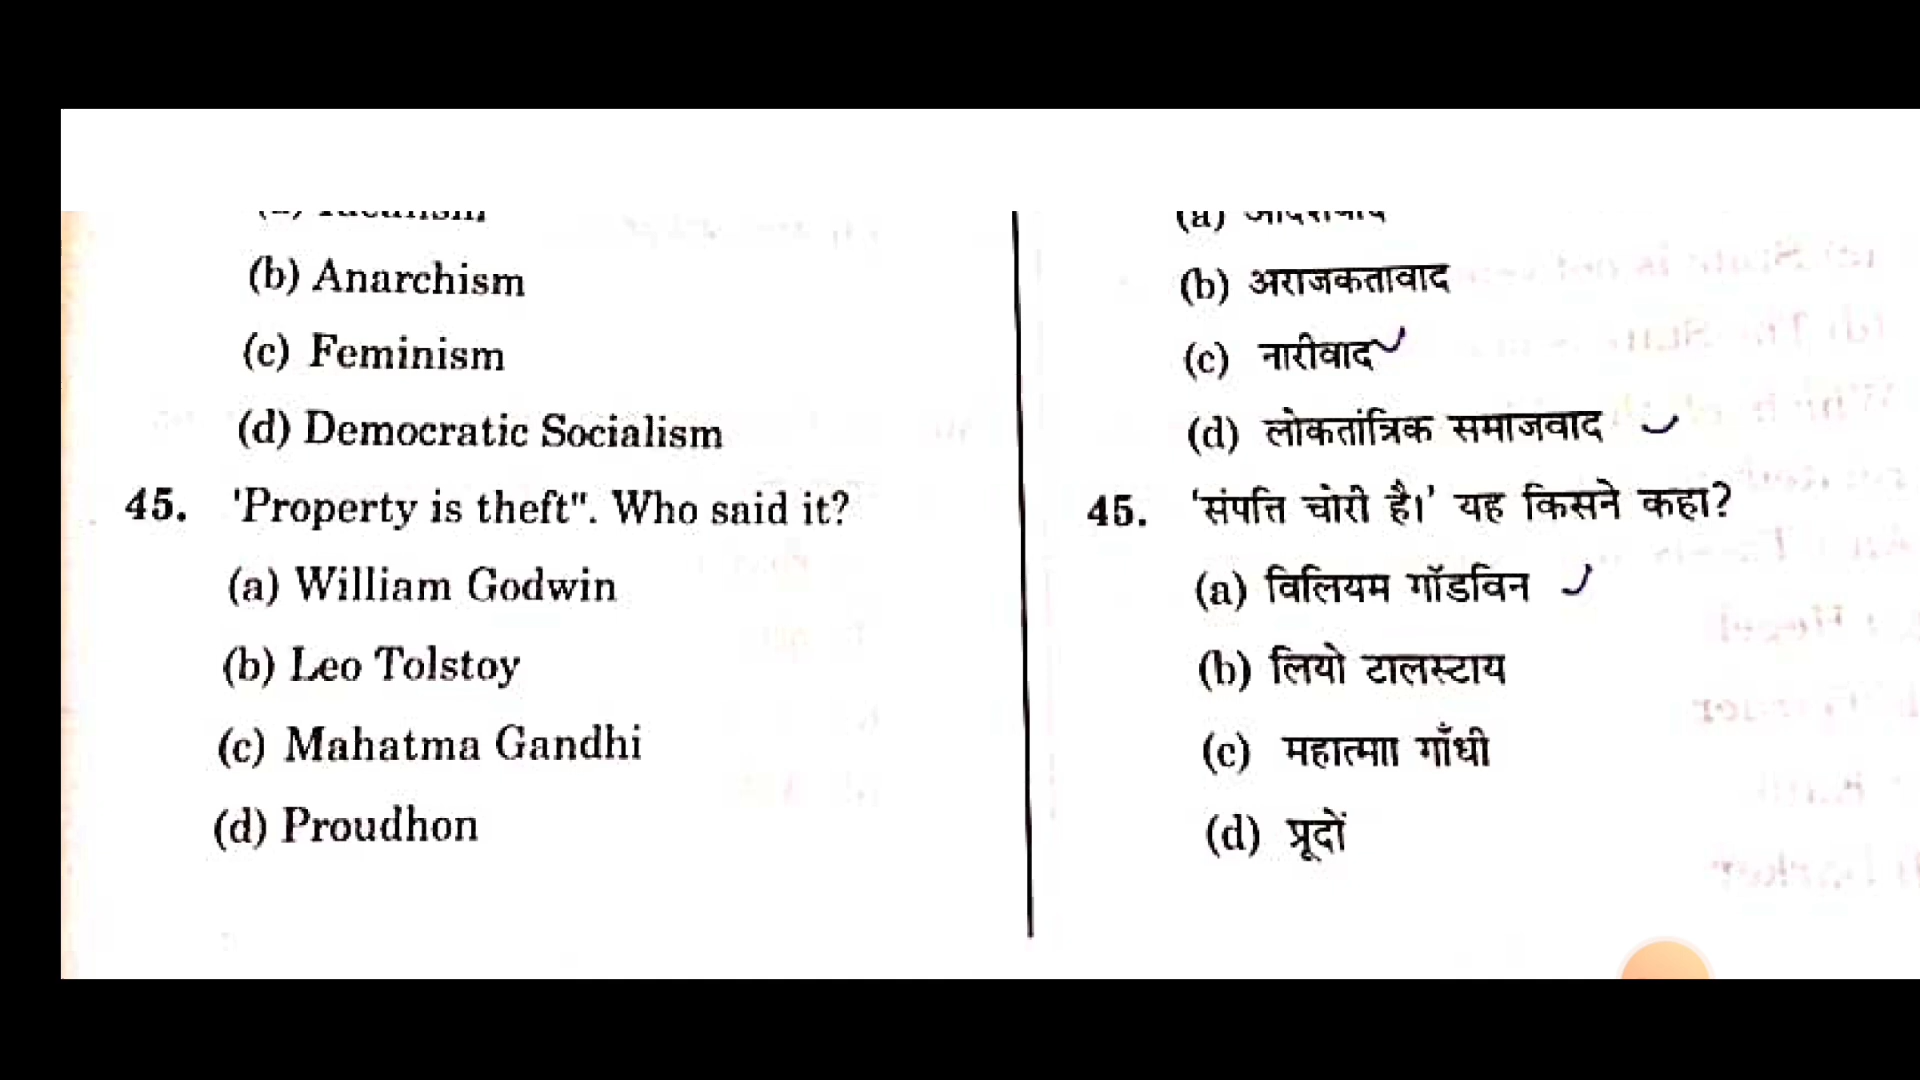 (b) Anarchism
(c) Feminism
(d) Democratic Socialism
45. 'Property is theft". Who said it?
(a) William Godwin
(b) Leo Tolstoy
(c) Mahatma Gandhi
(d) Proudhon
(b) अराजकतावाद
(c) नारीवाद
(d) लोकतांत्रिक समाजवाद
45. 'संपत्ति चोरी है।' यह किसने कहा?
(a) विलियम गॉडविन
(b) लियो टालस्टाय
(c) महात्माा गाँधी
(d) प्रूदों